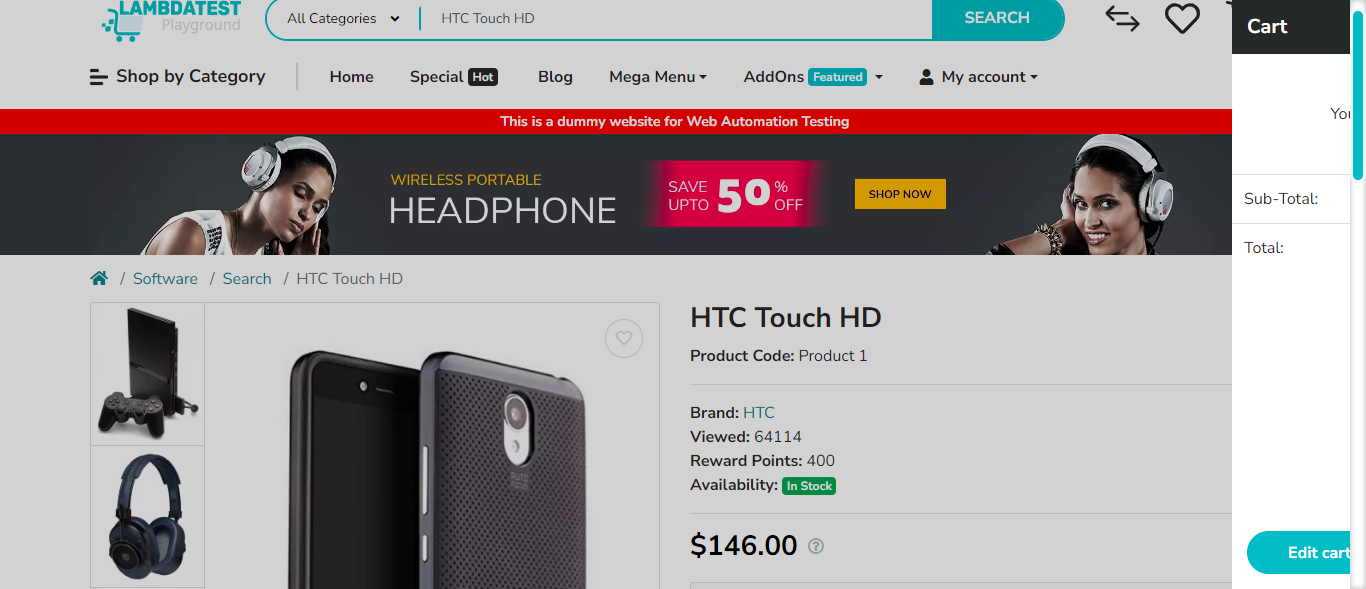 LAMBDATEST
Playground
All Categories
HTC Touch HD
SEARCH
Cart
Shop by Category
Home
Special Hot
Blog
Mega Menu
AddOns Featured
My account
This is a dummy website for Web Automation Testing
WIRELESS PORTABLE
HEADPHONE
SAVE
UPTO
50
%
OFF
SHOP NOW
Sub-Total:
Total:
/ Software / Search / HTC Touch HD
HTC Touch HD
Product Code: Product 1
Brand: HTC
Viewed: 64114
Reward Points: 400
Availability: In Stock
$146.00 ?
Edit cart